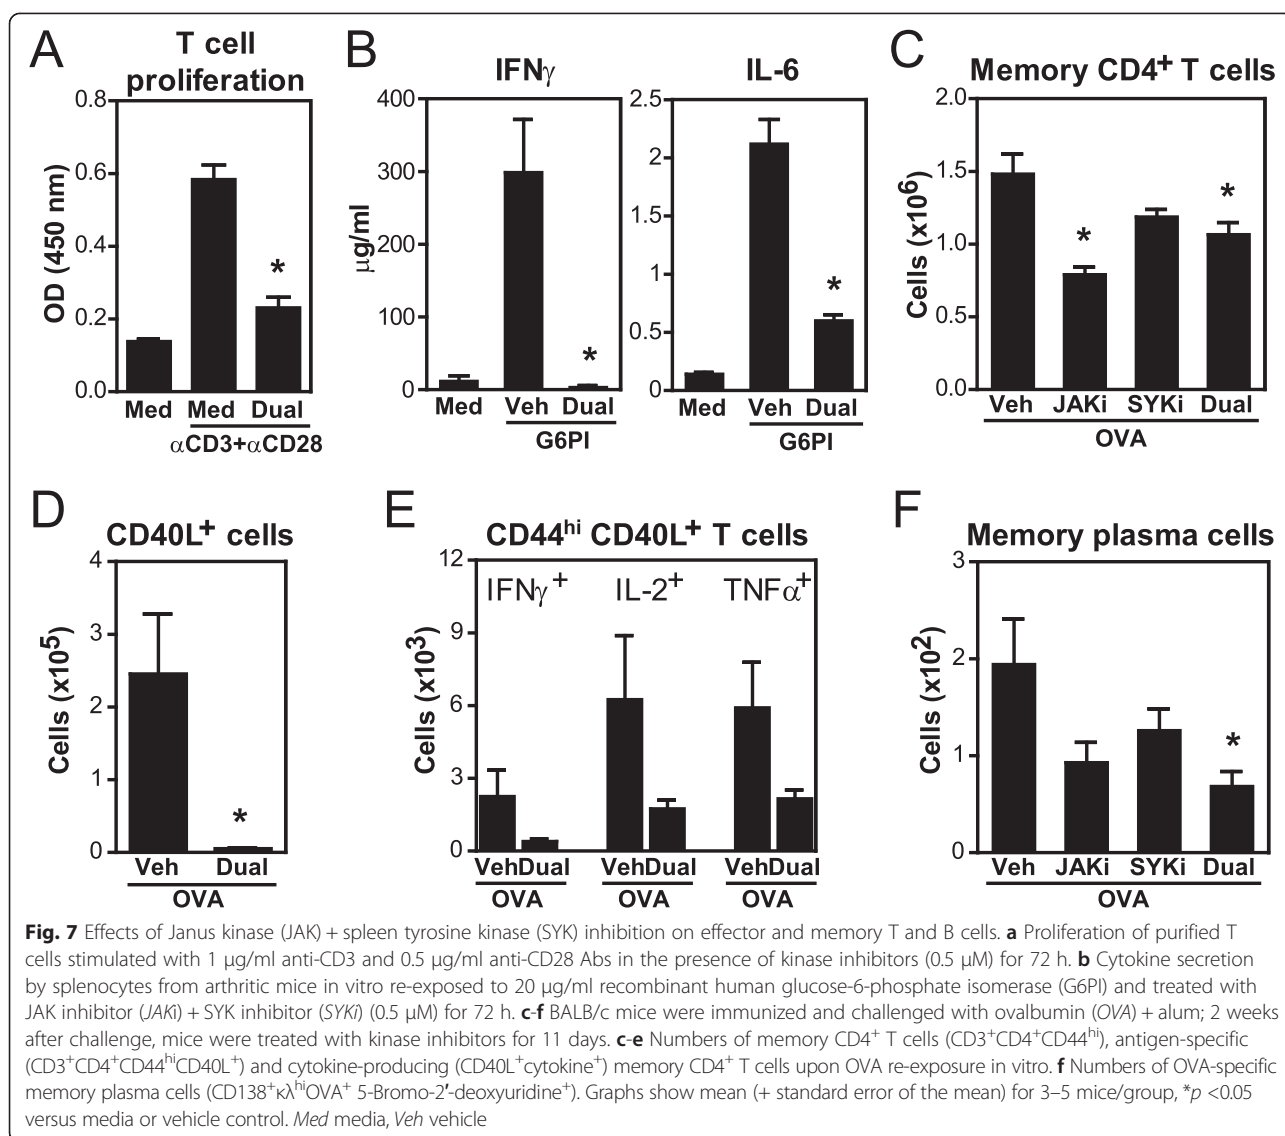 A
T cell
proliferation
OD (450 nm)
0.8
0.6
0.4
0.2
0.0
*
Med Med Dual
αCD3+αCD28
B
IFNγ
μg/ml
400
300
200
100
0
*
Med Veh Dual
G6PI
IL-6
2.5
2
1.5
1
0.5
0
*
Med Veh Dual
G6PI
C
Memory CD4⁺ T cells
Cells (x10⁶)
2.0
1.5
1.0
0.5
0.0
* *
Veh JAKi SYKi Dual
OVA
D
CD40L⁺ cells
Cells (x10⁵)
4
3
2
1
0
*
Veh Dual
OVA
E
CD44ʰⁱ CD40L⁺ T cells
Cells (x10³)
12
9
6
3
0
IFNγ⁺ IL-2⁺ TNFα⁺
VehDual VehDual VehDual
OVA OVA OVA
F
Memory plasma cells
Cells (x10²)
3
2
1
0
*
Veh JAKi SYKi Dual
OVA
Fig. 7 Effects of Janus kinase (JAK) + spleen tyrosine kinase (SYK) inhibition on effector and memory T and B cells. a Proliferation of purified T
cells stimulated with 1 μg/ml anti-CD3 and 0.5 μg/ml anti-CD28 Abs in the presence of kinase inhibitors (0.5 μM) for 72 h. b Cytokine secretion
by splenocytes from arthritic mice in vitro re-exposed to 20 μg/ml recombinant human glucose-6-phosphate isomerase (G6PI) and treated with
JAK inhibitor (JAKi) + SYK inhibitor (SYKi) (0.5 μM) for 72 h. c-f BALB/c mice were immunized and challenged with ovalbumin (OVA) + alum; 2 weeks
after challenge, mice were treated with kinase inhibitors for 11 days. c-e Numbers of memory CD4⁺ T cells (CD3⁺CD4⁺CD44ʰⁱ), antigen-specific
(CD3⁺CD4⁺CD44ʰⁱCD40L⁺) and cytokine-producing (CD40L⁺cytokine⁺) memory CD4⁺ T cells upon OVA re-exposure in vitro. f Numbers of OVA-specific
memory plasma cells (CD138⁺κλʰⁱOVA⁺ 5-Bromo-2′-deoxyuridine⁺). Graphs show mean (+ standard error of the mean) for 3–5 mice/group, *p <0.05
versus media or vehicle control. Med media, Veh vehicle